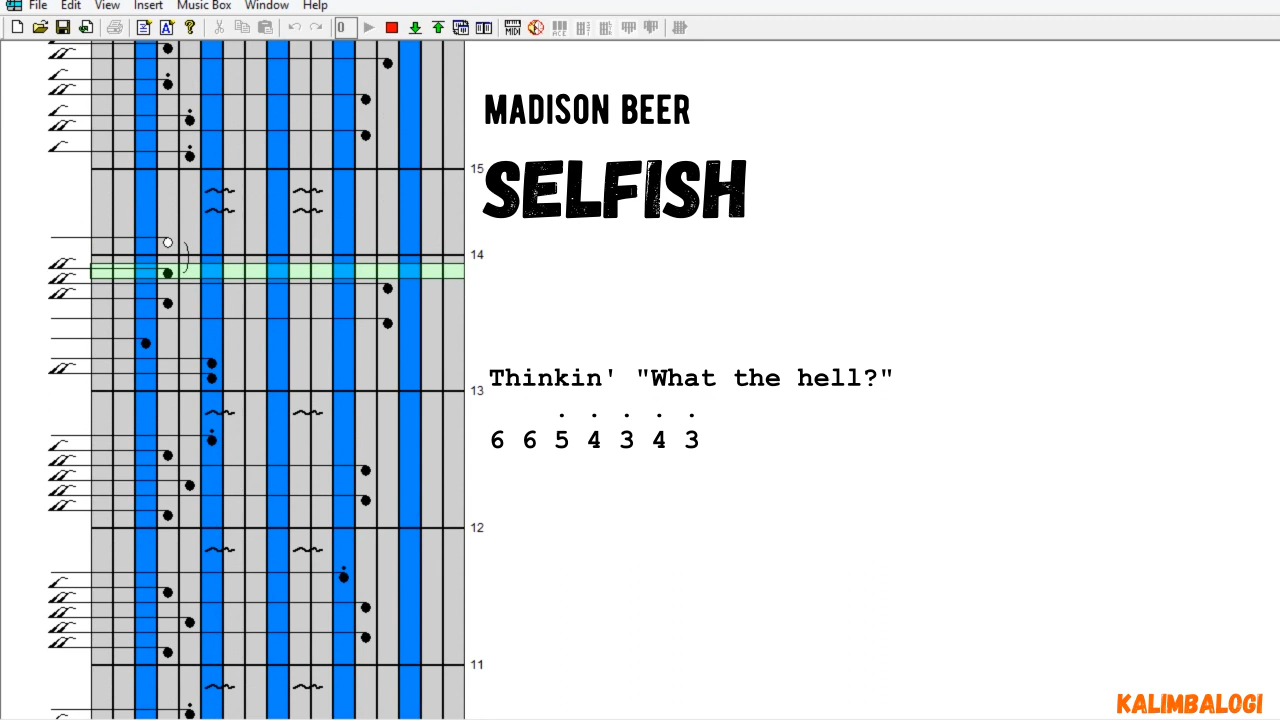 File Edit View Insert Music Box Window Help
0
MIDI
15
14
13
12
11
MADISON BEER
SELFISH
Thinkin' "What the hell?"
. . . . .
6 6 5 4 3 4 3
KALIMBALOGI